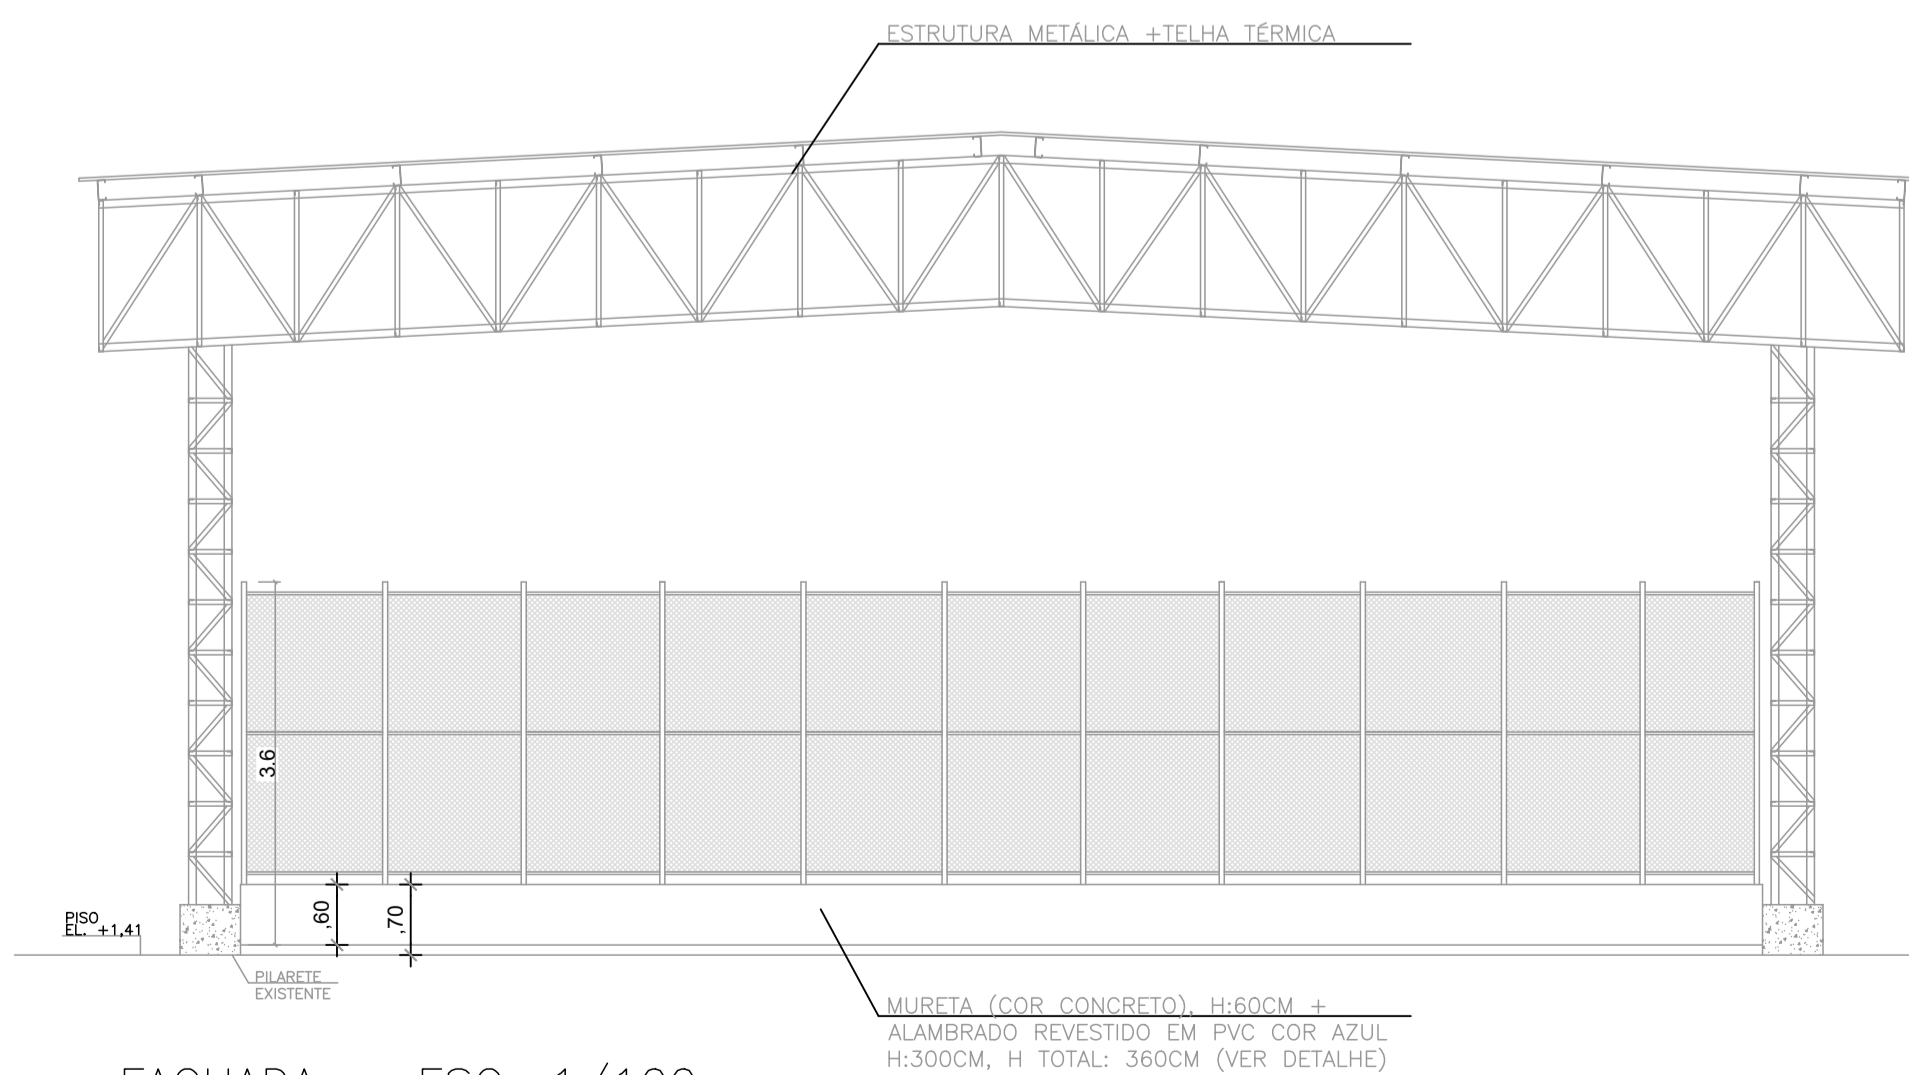 ESTRUTURA METÁLICA +TELHA TÉRMICA
3.6
,60
,70
PISO
EL. +1,41
PILARETE
EXISTENTE
MURETA (COR CONCRETO), H:60CM +
ALAMBRADO REVESTIDO EM PVC COR AZUL
H:300CM, H TOTAL: 360CM (VER DETALHE)